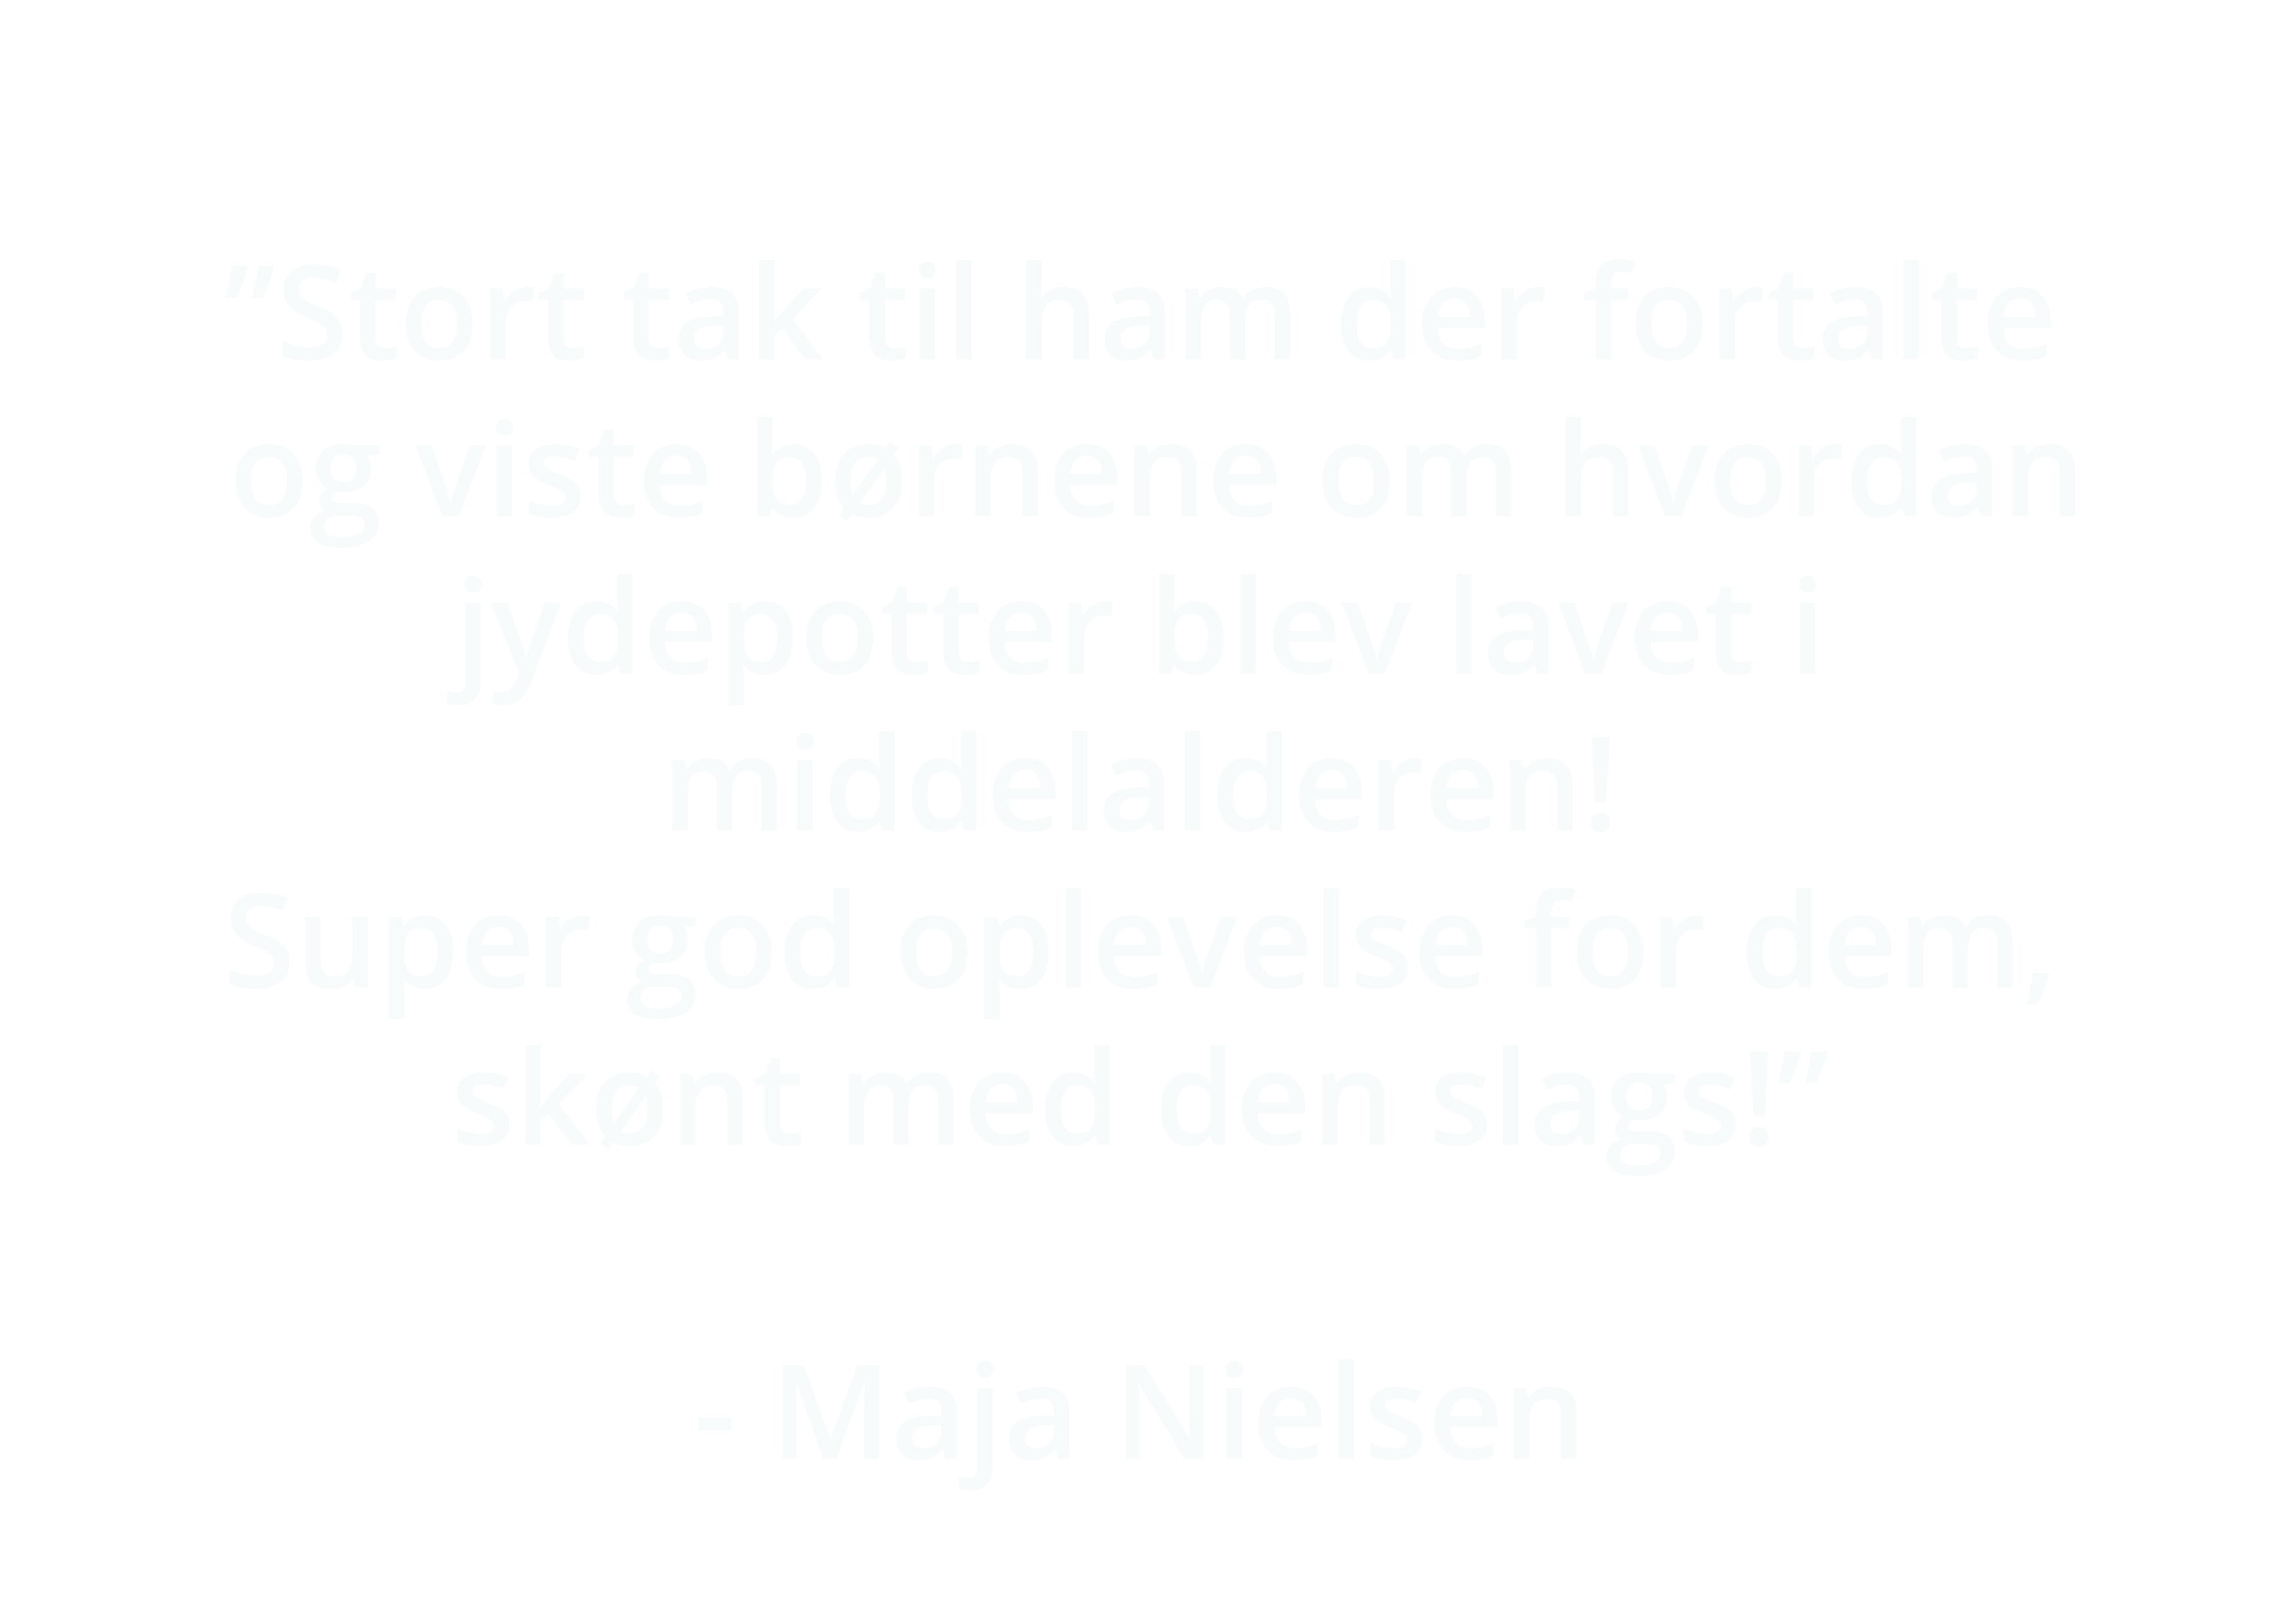 ”Stort tak til ham der fortalte
og viste børnene om hvordan
jydepotter blev lavet i
middelalderen!
Super god oplevelse for dem,
skønt med den slags!”
- Maja Nielsen